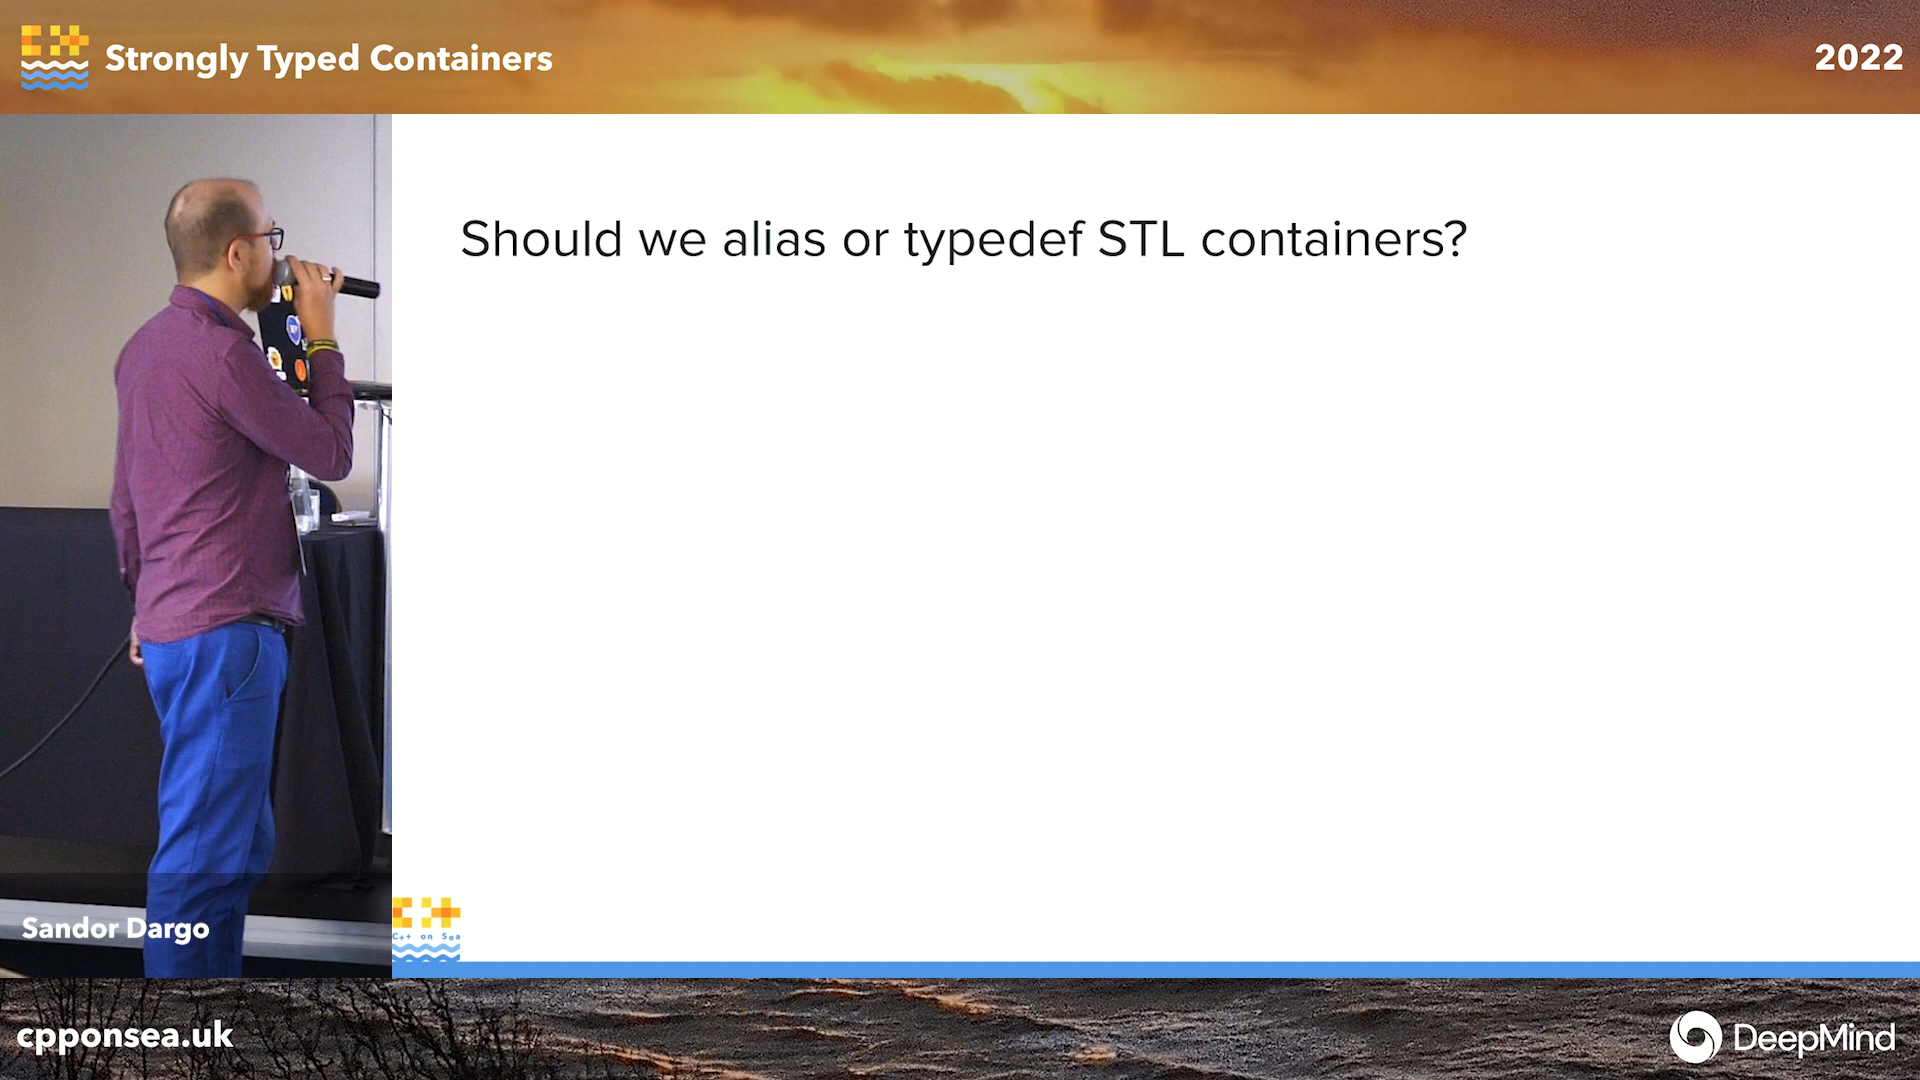 Strongly Typed Containers
2022
Should we alias or typedef STL containers?
Sandor Dargo
C++ on Sea
cpponsea.uk
DeepMind